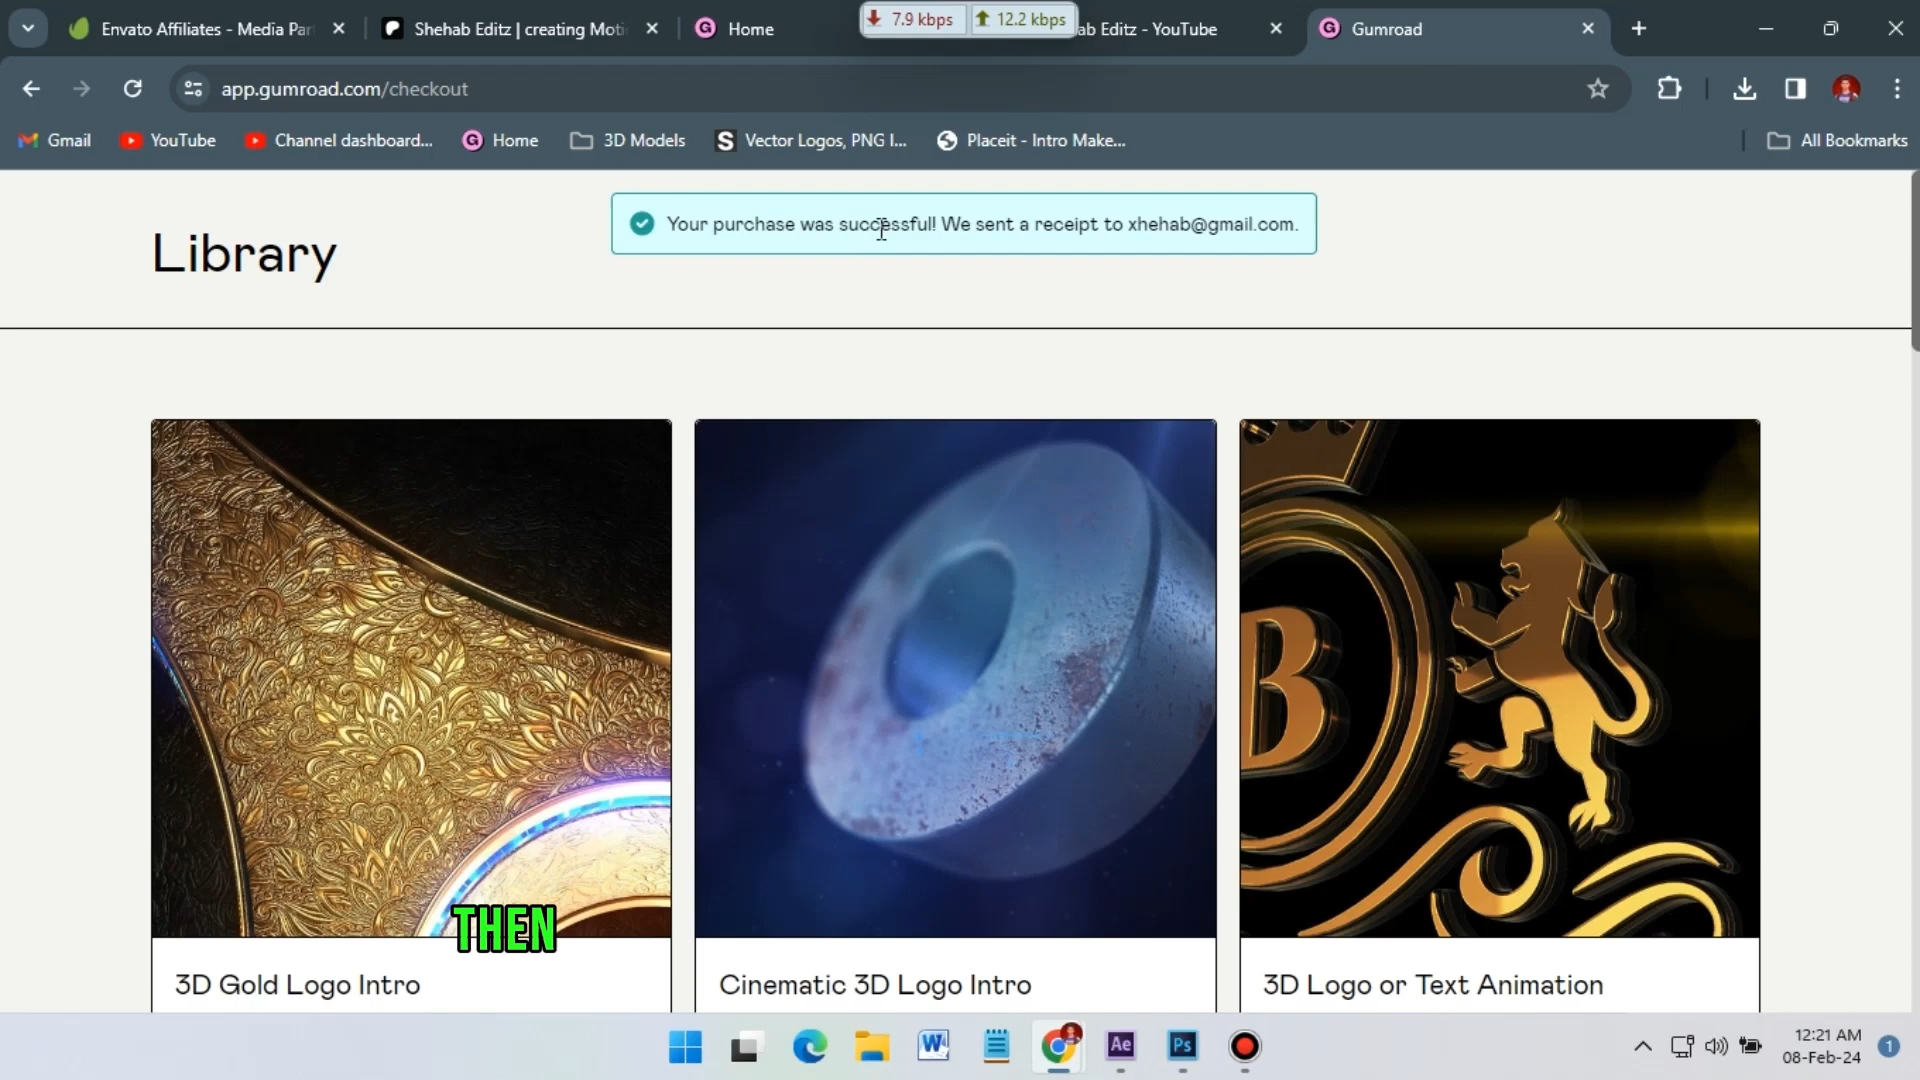 Envato Affiliates - Media Par
Shehab Editz | creating Moti
Home
7.9 kbps
12.2 kbps
ab Editz - YouTube
Gumroad
app.gumroad.com/checkout
Gmail
YouTube
Channel dashboard...
Home
3D Models
Vector Logos, PNG I...
Placeit - Intro Make...
All Bookmarks
Library
Your purchase was successful! We sent a receipt to xhehab@gmail.com.
B
THEN
3D Gold Logo Intro
Cinematic 3D Logo Intro
3D Logo or Text Animation
W
Ae
Ps
12:21 AM
08-Feb-24
1